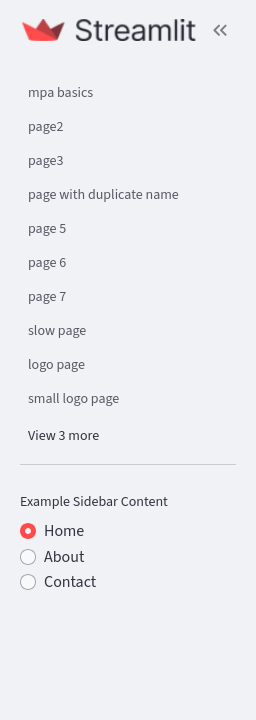 Streamlit
mpa basics
page2
page3
page with duplicate name
page 5
page 6
page 7
slow page
logo page
small logo page
View 3 more
Example Sidebar Content
Home
About
Contact